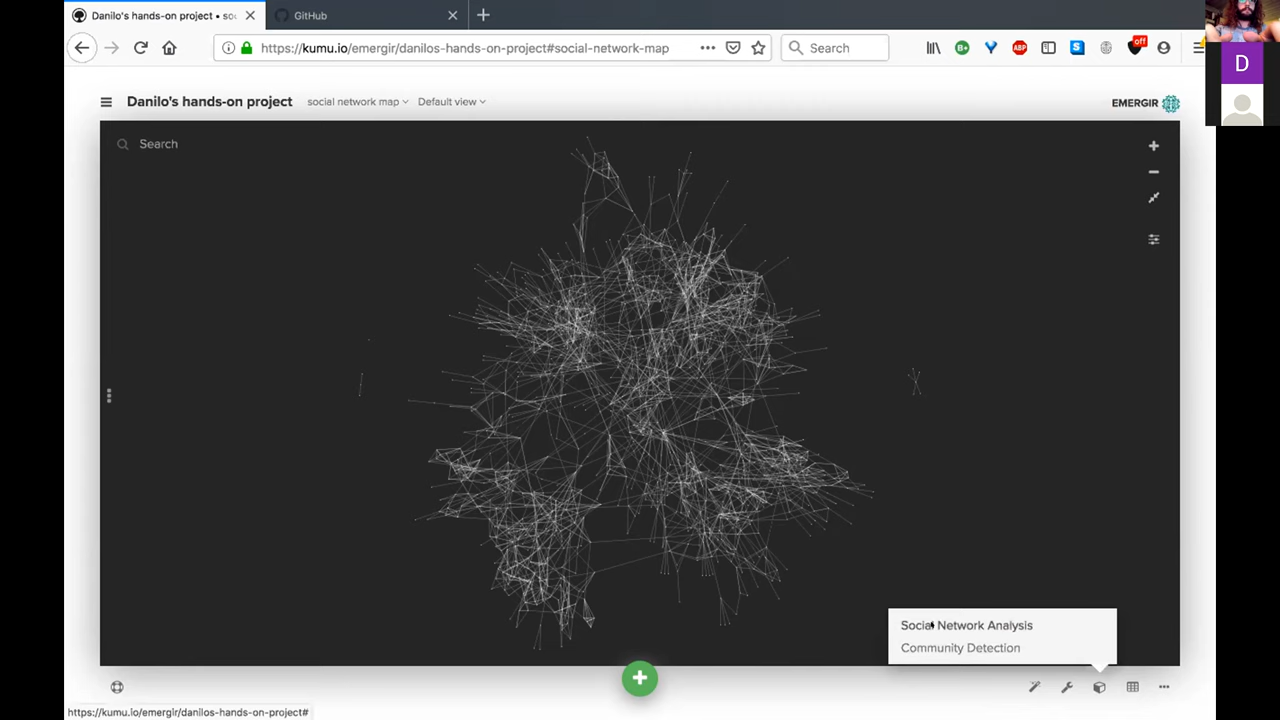 Danilo's hands-on project • soc
GitHub
https://kumu.io/emergir/danilos-hands-on-project#social-network-map
Search
B+
ABP
S
off
D
Danilo's hands-on project
social network map
Default view
EMERGIR
Search
Social Network Analysis
Community Detection
https://kumu.io/emergir/danilos-hands-on-project#